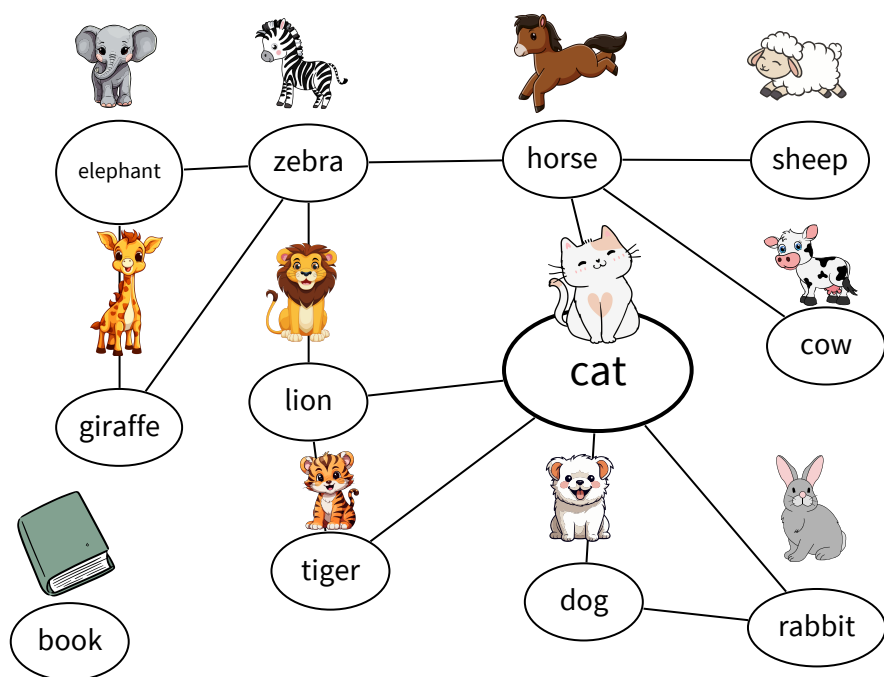 elephant
zebra
horse
sheep
cow
cat
lion
giraffe
tiger
dog
rabbit
book